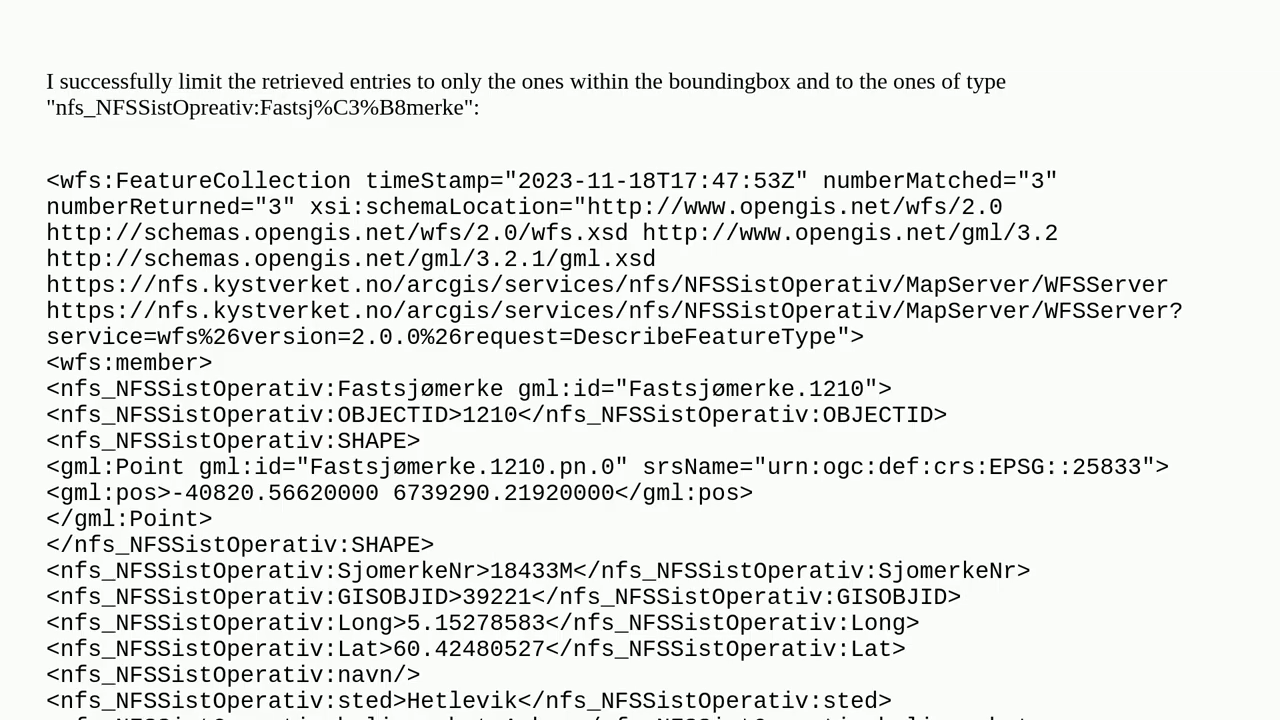 I successfully limit the retrieved entries to only the ones within the boundingbox and to the ones of type
"nfs_NFSSistOpreativ:Fastsj%C3%B8merke":
<wfs:FeatureCollection timeStamp="2023-11-18T17:47:53Z" numberMatched="3"
numberReturned="3" xsi:schemaLocation="http://www.opengis.net/wfs/2.0
http://schemas.opengis.net/wfs/2.0/wfs.xsd http://www.opengis.net/gml/3.2
http://schemas.opengis.net/gml/3.2.1/gml.xsd
https://nfs.kystverket.no/arcgis/services/nfs/NFSSistOperativ/MapServer/WFSServer
https://nfs.kystverket.no/arcgis/services/nfs/NFSSistOperativ/MapServer/WFSServer?
service=wfs%26version=2.0.0%26request=DescribeFeatureType">
<wfs:member>
<nfs_NFSSistOperativ:Fastsjømerke gml:id="Fastsjømerke.1210">
<nfs_NFSSistOperativ:OBJECTID>1210</nfs_NFSSistOperativ:OBJECTID>
<nfs_NFSSistOperativ:SHAPE>
<gml:Point gml:id="Fastsjømerke.1210.pn.0" srsName="urn:ogc:def:crs:EPSG::25833">
<gml:pos>-40820.56620000 6739290.21920000</gml:pos>
</gml:Point>
</nfs_NFSSistOperativ:SHAPE>
<nfs_NFSSistOperativ:SjomerkeNr>18433M</nfs_NFSSistOperativ:SjomerkeNr>
<nfs_NFSSistOperativ:GISOBJID>39221</nfs_NFSSistOperativ:GISOBJID>
<nfs_NFSSistOperativ:Long>5.15278583</nfs_NFSSistOperativ:Long>
<nfs_NFSSistOperativ:Lat>60.42480527</nfs_NFSSistOperativ:Lat>
<nfs_NFSSistOperativ:navn/>
<nfs_NFSSistOperativ:sted>Hetlevik</nfs_NFSSistOperativ:sted>